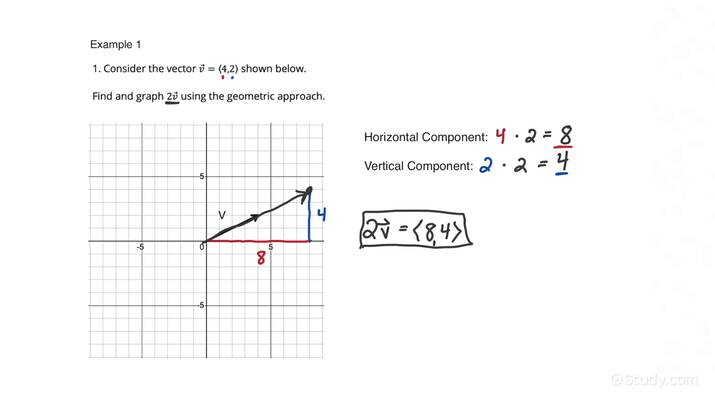 Example 1
1. Consider the vector v⃗ = ⟨4,2⟩ shown below.
Find and graph 2v⃗ using the geometric approach.
Horizontal Component: 4 · 2 = 8
Vertical Component: 2 · 2 = 4
2v⃗ = ⟨8,4⟩
5
V
4
-5
0
5
8
-5
©Study.com